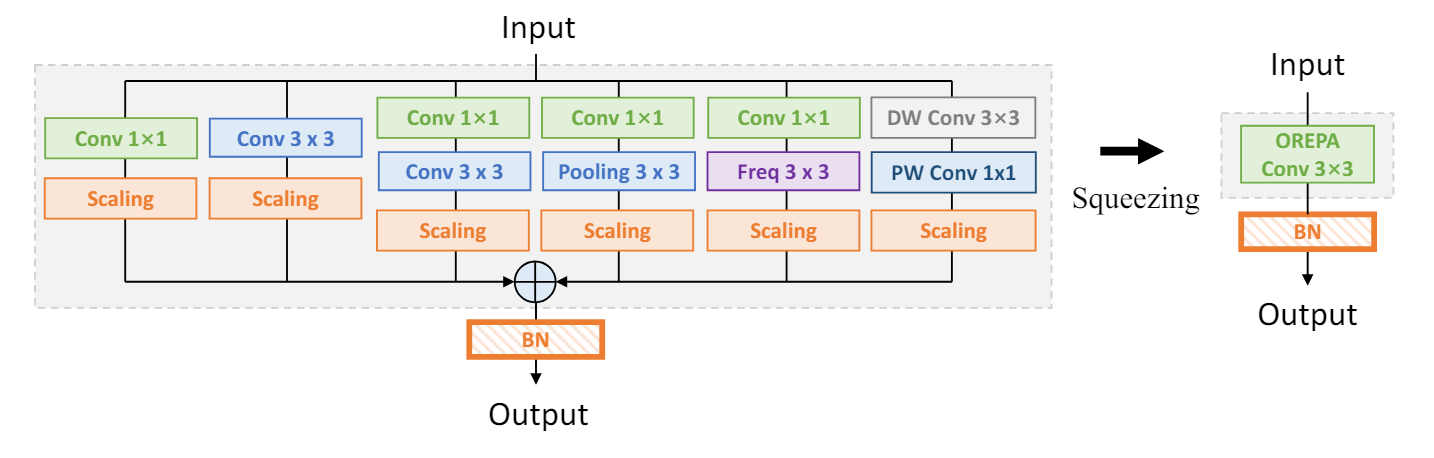 Input
Conv 1×1
Scaling
Conv 3 x 3
Scaling
Conv 1×1
Conv 3 x 3
Scaling
Conv 1×1
Pooling 3 x 3
Scaling
Conv 1×1
Freq 3 x 3
Scaling
DW Conv 3×3
PW Conv 1x1
Scaling
BN
Output
Squeezing
Input
OREPA
Conv 3×3
BN
Output